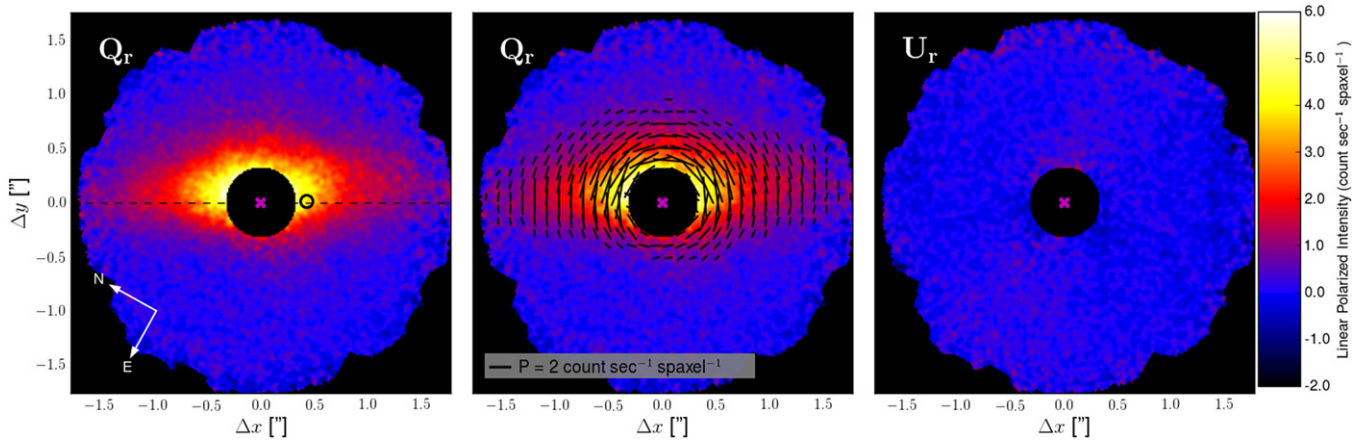 Qr
Qr
Ur
Δy ["]
1.5
1.0
0.5
0.0
−0.5
−1.0
−1.5
N
E
P = 2 count sec⁻¹ spaxel⁻¹
−1.5 −1.0 −0.5 0.0 0.5 1.0 1.5
Δx ["]
−1.5 −1.0 −0.5 0.0 0.5 1.0 1.5
Δx ["]
−1.5 −1.0 −0.5 0.0 0.5 1.0 1.5
Δx ["]
6.0
5.0
4.0
3.0
2.0
1.0
0.0
-1.0
-2.0
Linear Polarized Intensity (count sec⁻¹ spaxel⁻¹)